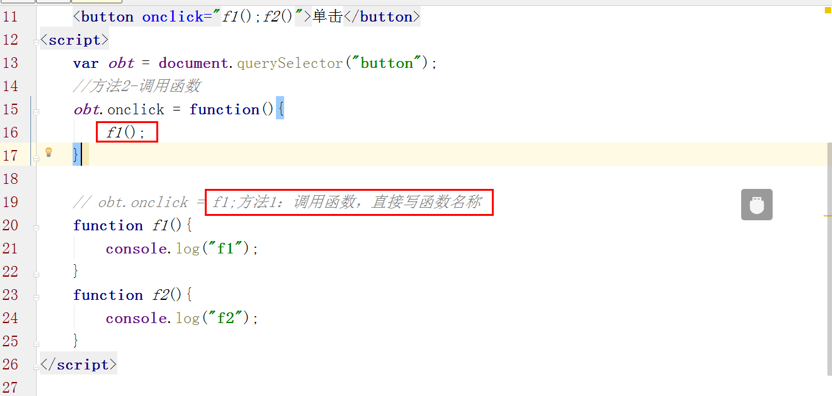 11 <button onclick="f1();f2()">单击</button>
12 <script>
13 var obt = document.querySelector("button");
14 //方法2-调用函数
15 obt.onclick = function(){
16 f1();
17 }
18
19 // obt.onclick = f1;方法1：调用函数，直接写函数名称
20 function f1(){
21 console.log("f1");
22 }
23 function f2(){
24 console.log("f2");
25 }
26 </script>
27